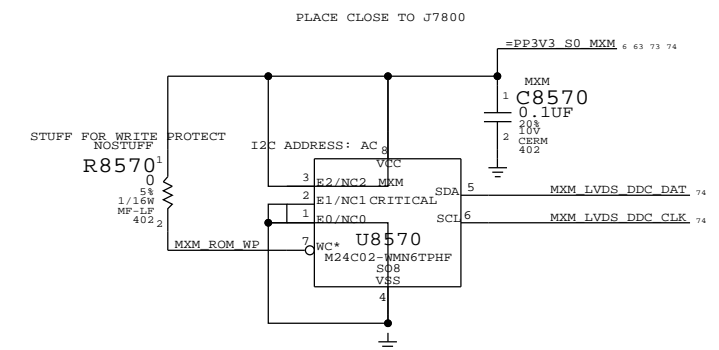 PLACE CLOSE TO J7800
=PP3V3_S0_MXM 6 63 73 74
MXM
1 C8570
0.1UF
20%
10V
2 CERM
402
STUFF FOR WRITE PROTECT
NOSTUFF
R8570 1
0
5%
1/16W
MF-LF
402 2
I2C ADDRESS: AC
8
VCC
3 E2/NC2 MXM
2 E1/NC1 CRITICAL
1 E0/NC0
SDA 5 MXM_LVDS_DDC_DAT 74
SCL 6 MXM_LVDS_DDC_CLK 74
U8570
MXM_ROM_WP 7 WC*
M24C02-WMN6TPHF
SO8
VSS
4